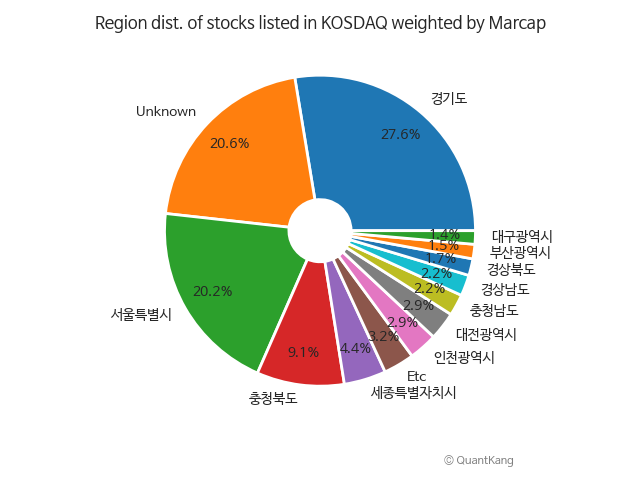 Region dist. of stocks listed in KOSDAQ weighted by Marcap
경기도
27.6%
Unknown
20.6%
서울특별시
20.2%
충청북도
9.1%
세종특별자치시
4.4%
Etc
3.2%
인천광역시
2.9%
대전광역시
2.9%
충청남도
2.2%
경상남도
2.2%
경상북도
1.7%
부산광역시
1.5%
대구광역시
1.4%
© QuantKang